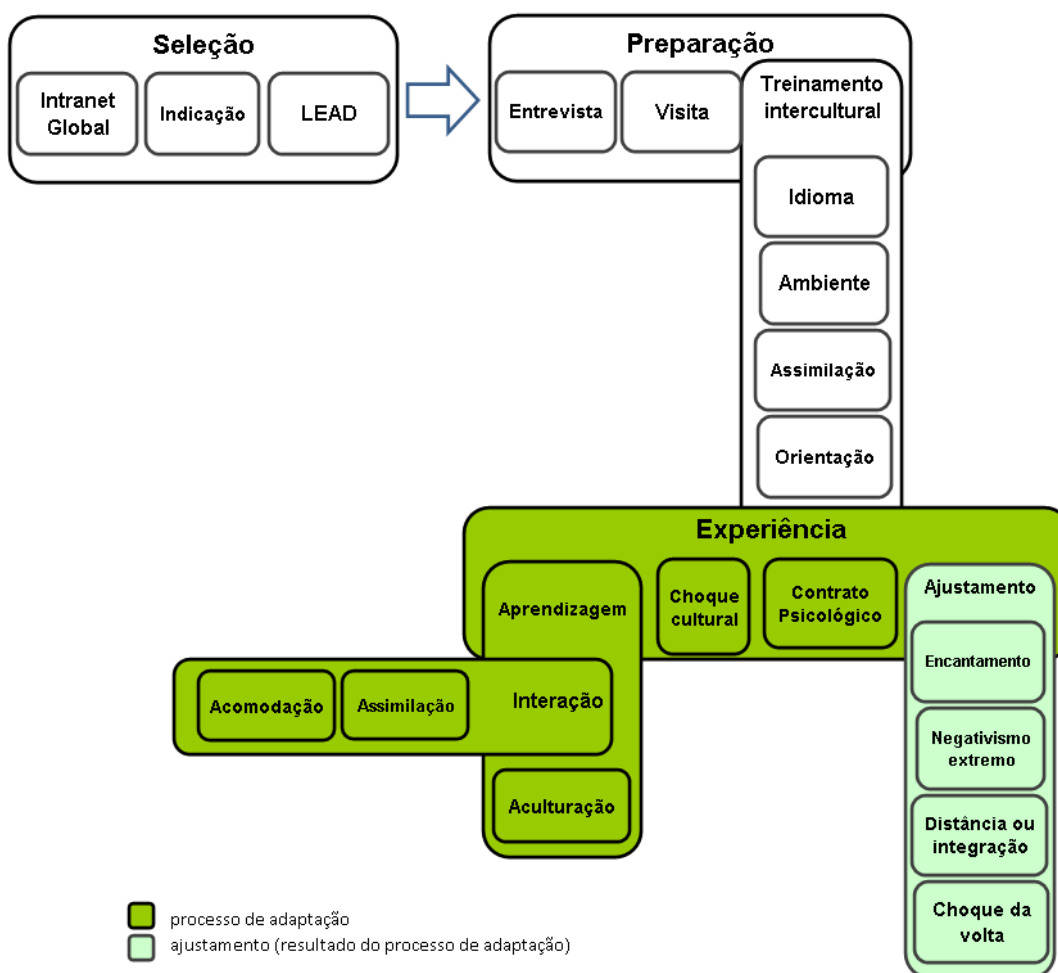 Seleção
Intranet
Global
Indicação
LEAD
Preparação
Entrevista
Visita
Treinamento
intercultural
Idioma
Ambiente
Assimilação
Orientação
Experiência
Aprendizagem
Choque
cultural
Contrato
Psicológico
Ajustamento
Interação
Acomodação
Assimilação
Aculturação
Encantamento
Negativismo
extremo
Distância ou
integração
Choque da
volta
processo de adaptação
ajustamento (resultado do processo de adaptação)